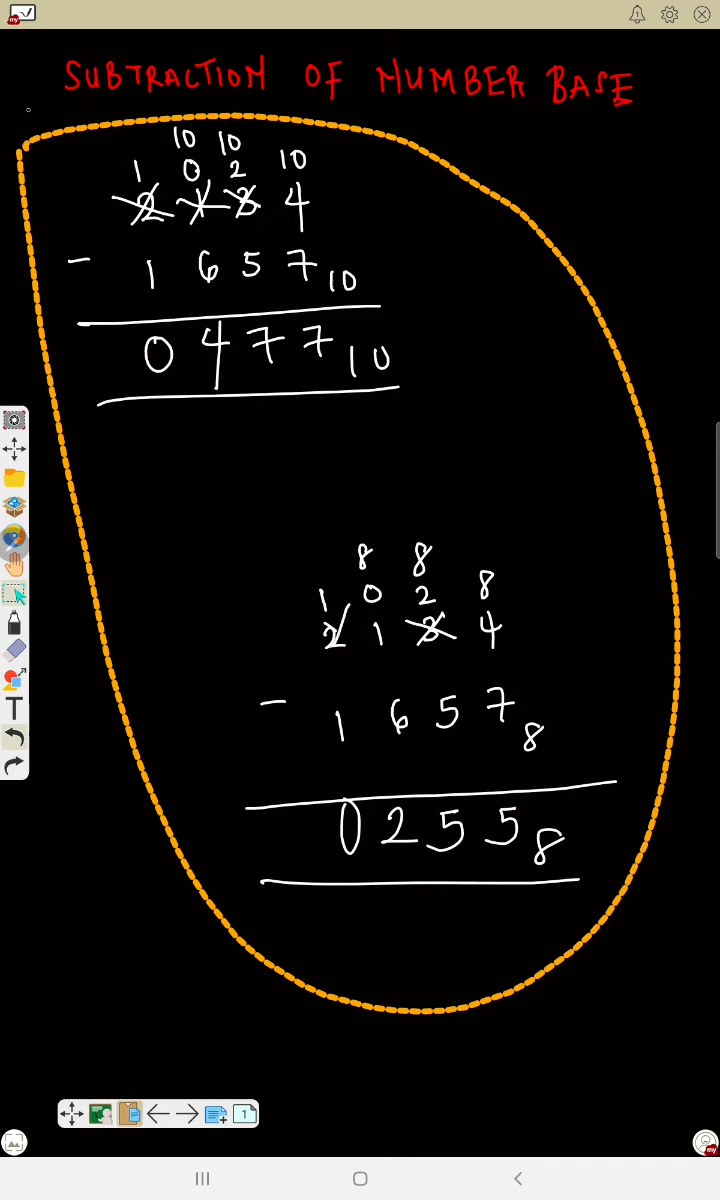 SUBTRACTION OF NUMBER BASE
10 10
1 0 2 10
2 1 3 4
- 1 6 5 7 10
0 4 7 7 10
8 8
1 0 2 8
2 1 3 4
- 1 6 5 7 8
0 2 5 5 8
T
1